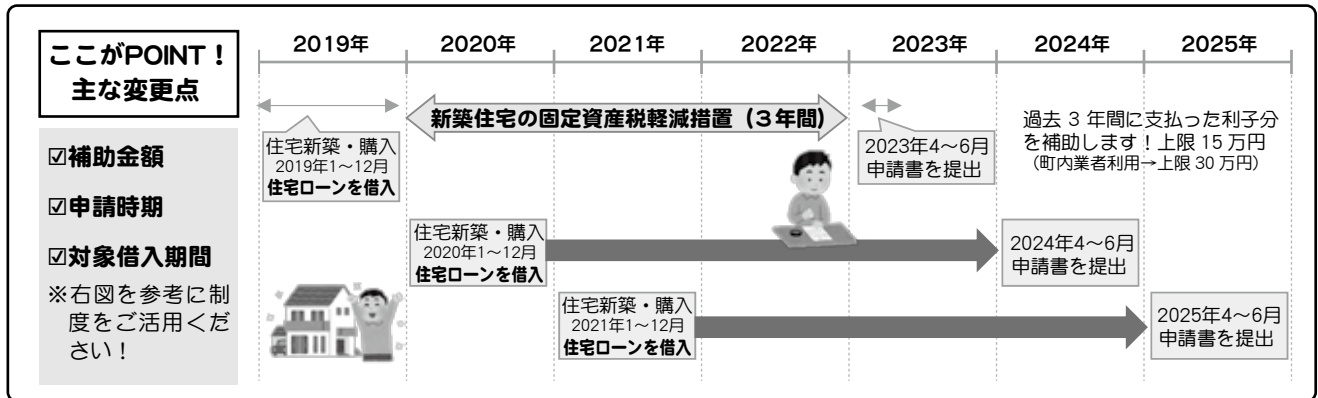 ここがPOINT！
主な変更点
☑補助金額
☑申請時期
☑対象借入期間
※右図を参考に制
度をご活用くだ
さい！
2019年 2020年 2021年 2022年 2023年 2024年 2025年
新築住宅の固定資産税軽減措置（３年間）
住宅新築・購入
2019年1～12月
住宅ローンを借入
2023年4～6月
申請書を提出
過去 3 年間に支払った利子分
を補助します！上限 15 万円
（町内業者利用→上限 30 万円）
住宅新築・購入
2020年1～12月
住宅ローンを借入
2024年4～6月
申請書を提出
住宅新築・購入
2021年1～12月
住宅ローンを借入
2025年4～6月
申請書を提出